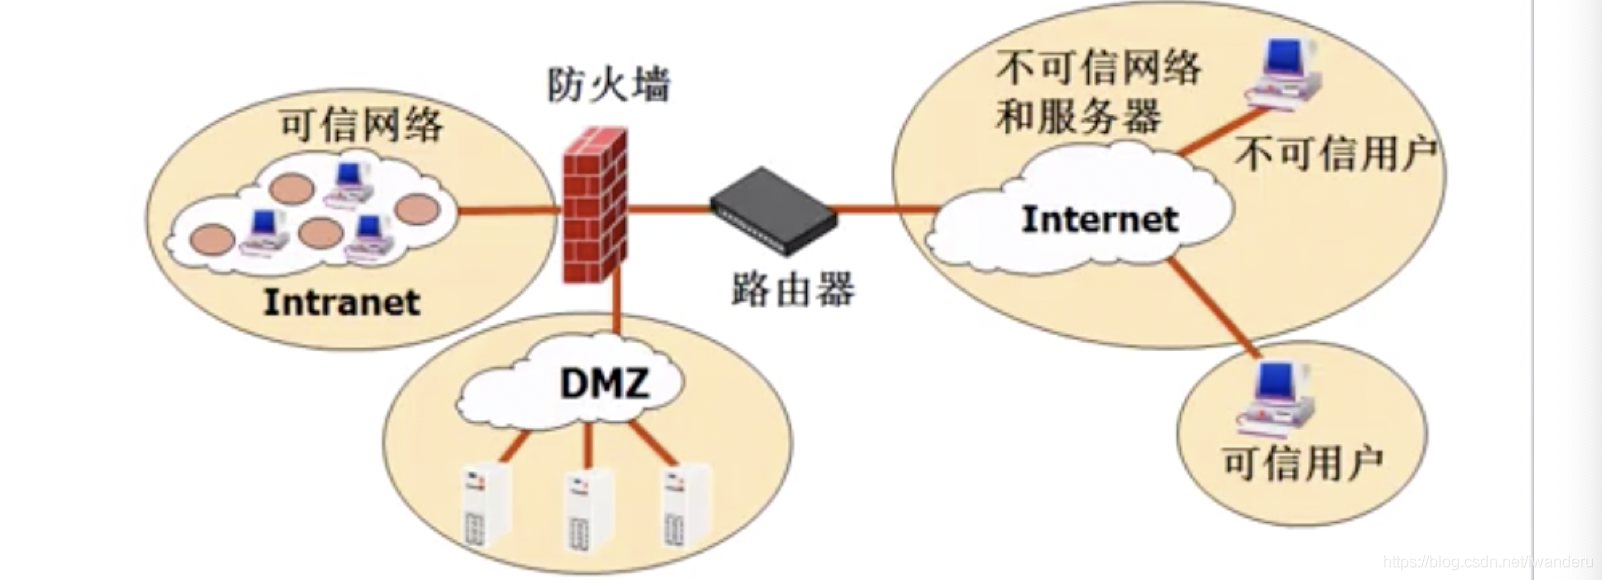 防火墙
可信网络
Intranet
DMZ
路由器
不可信网络
和服务器
不可信用户
Internet
可信用户
https://blog.csdn.net/iwanderu